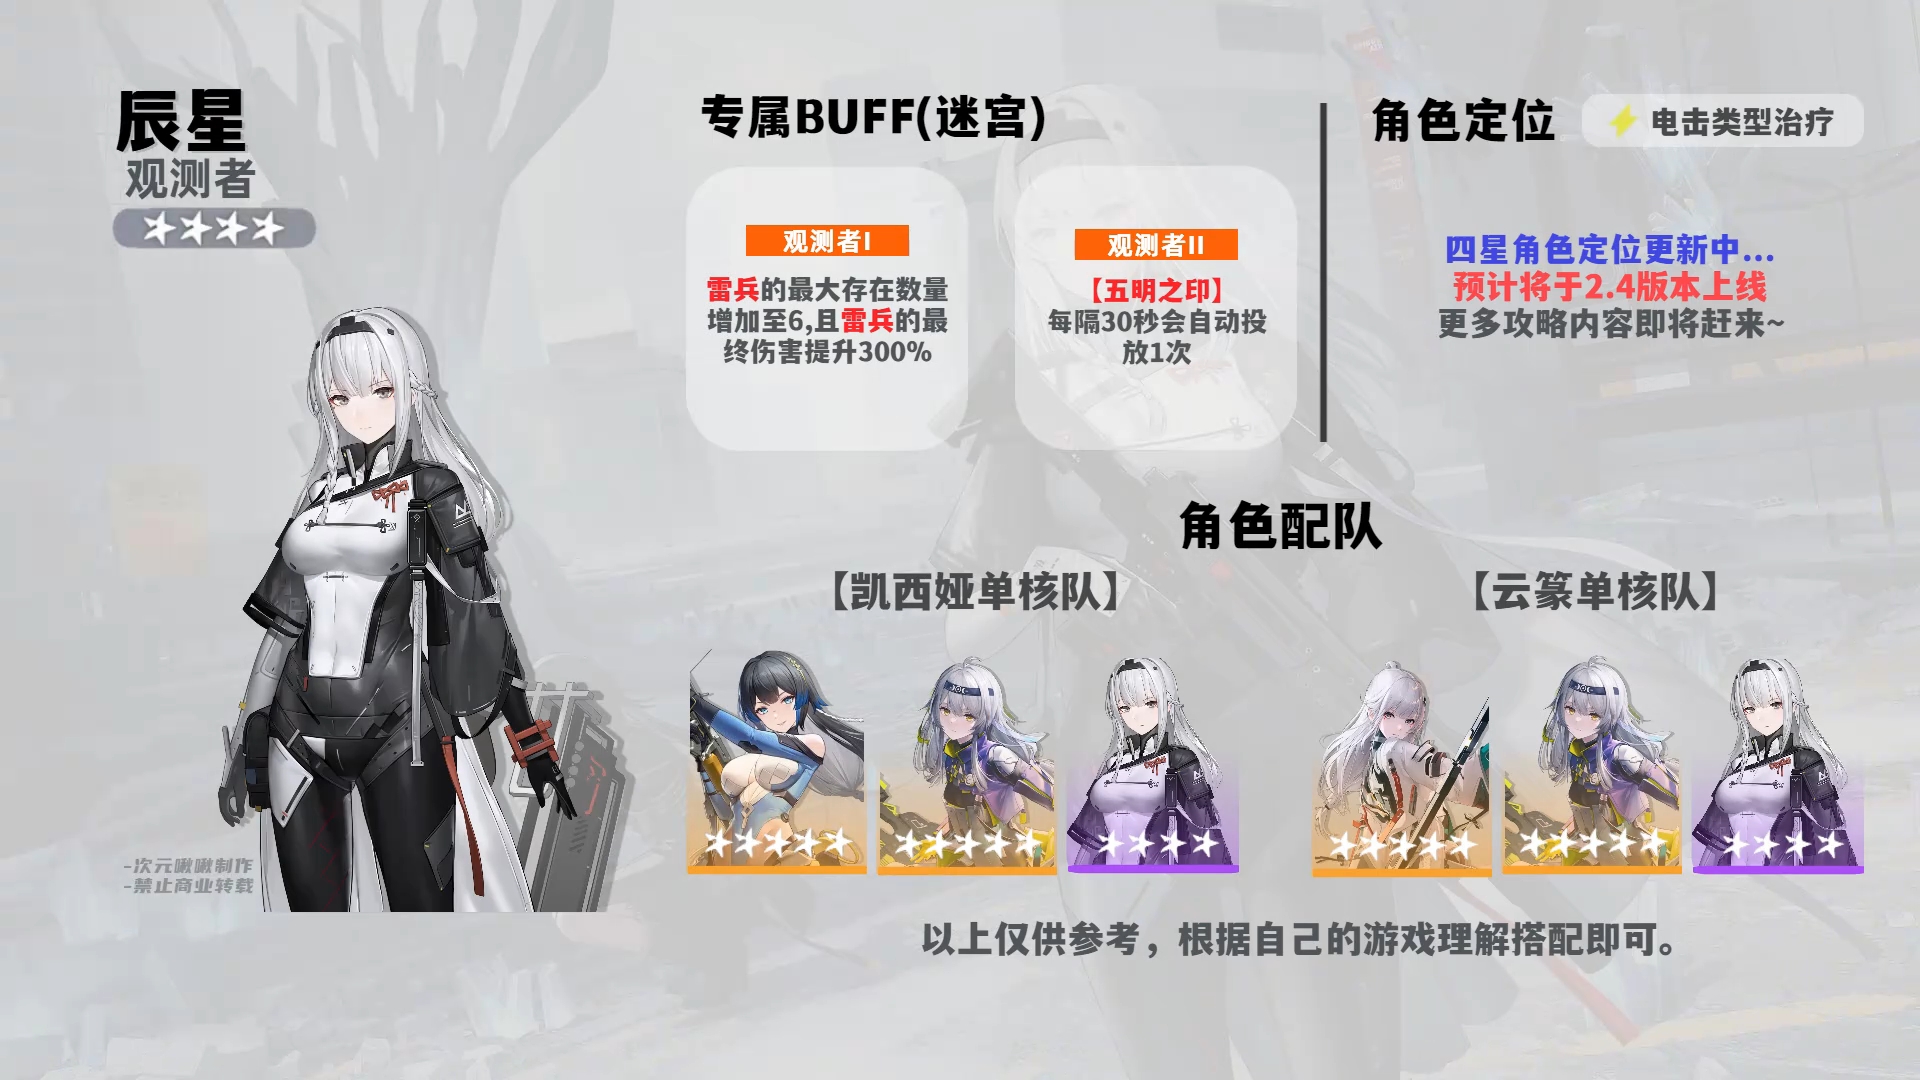 辰星
观测者
专属BUFF(迷宫)
观测者I
雷兵的最大存在数量
增加至6,且雷兵的最
终伤害提升300%
观测者II
【五明之印】
每隔30秒会自动投
放1次
角色定位
电击类型治疗
四星角色定位更新中...
预计将于2.4版本上线
更多攻略内容即将赶来~
角色配队
【凯西娅单核队】
【云篆单核队】
以上仅供参考，根据自己的游戏理解搭配即可。
-次元啾啾制作
-禁止商业转载